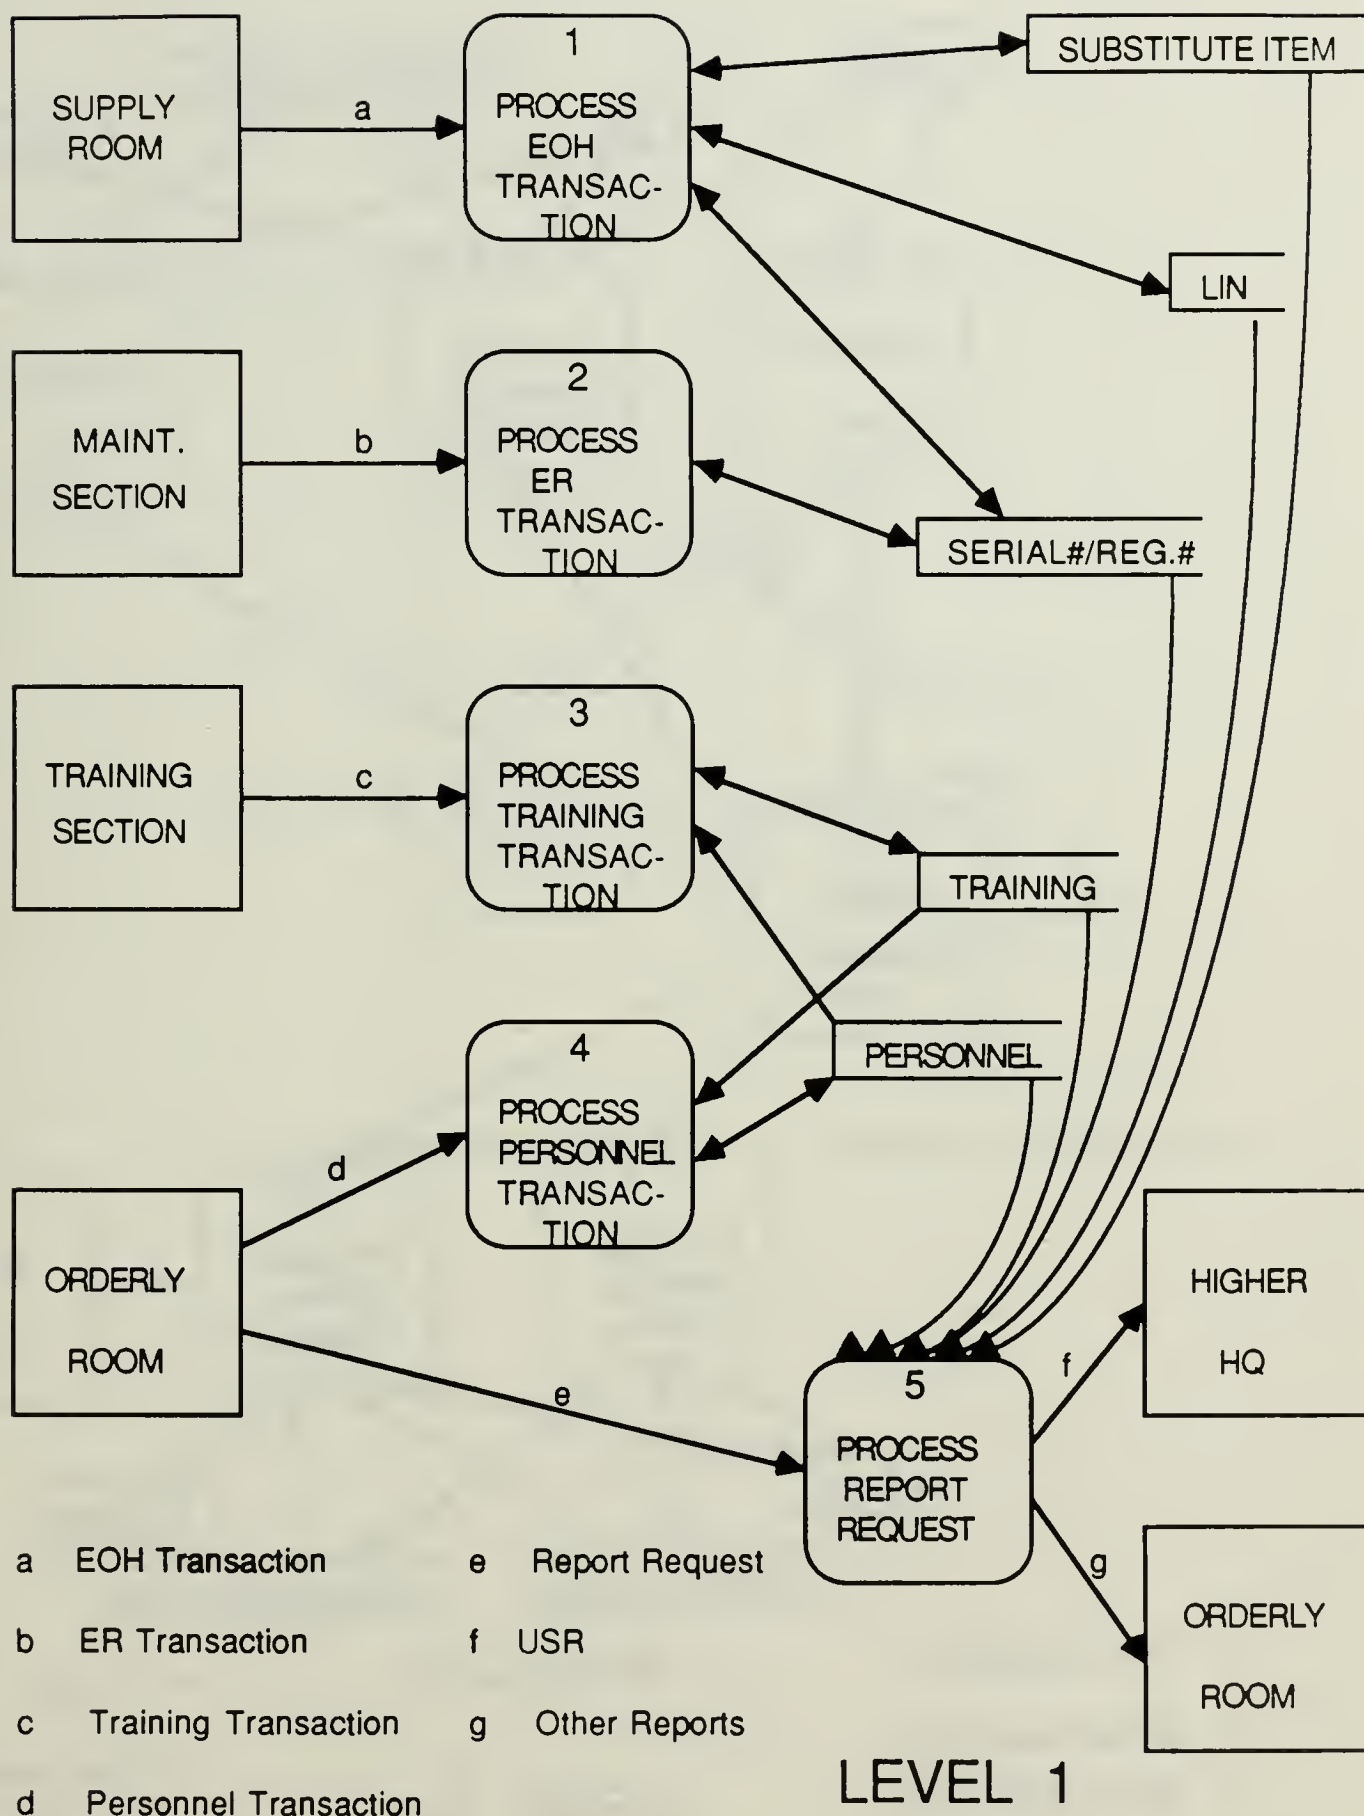 SUPPLY
ROOM
a
1
PROCESS
EOH
TRANSAC-
TION
SUBSTITUTE ITEM
LIN
MAINT.
SECTION
b
2
PROCESS
ER
TRANSAC-
TION
SERIAL#/REG.#
TRAINING
SECTION
c
3
PROCESS
TRAINING
TRANSAC-
TION
TRAINING
PERSONNEL
4
PROCESS
PERSONNEL
TRANSAC-
TION
d
ORDERLY
ROOM
e
5
PROCESS
REPORT
REQUEST
f
HIGHER
HQ
g
ORDERLY
ROOM
a EOH Transaction
b ER Transaction
c Training Transaction
d Personnel Transaction
e Report Request
f USR
g Other Reports
LEVEL 1